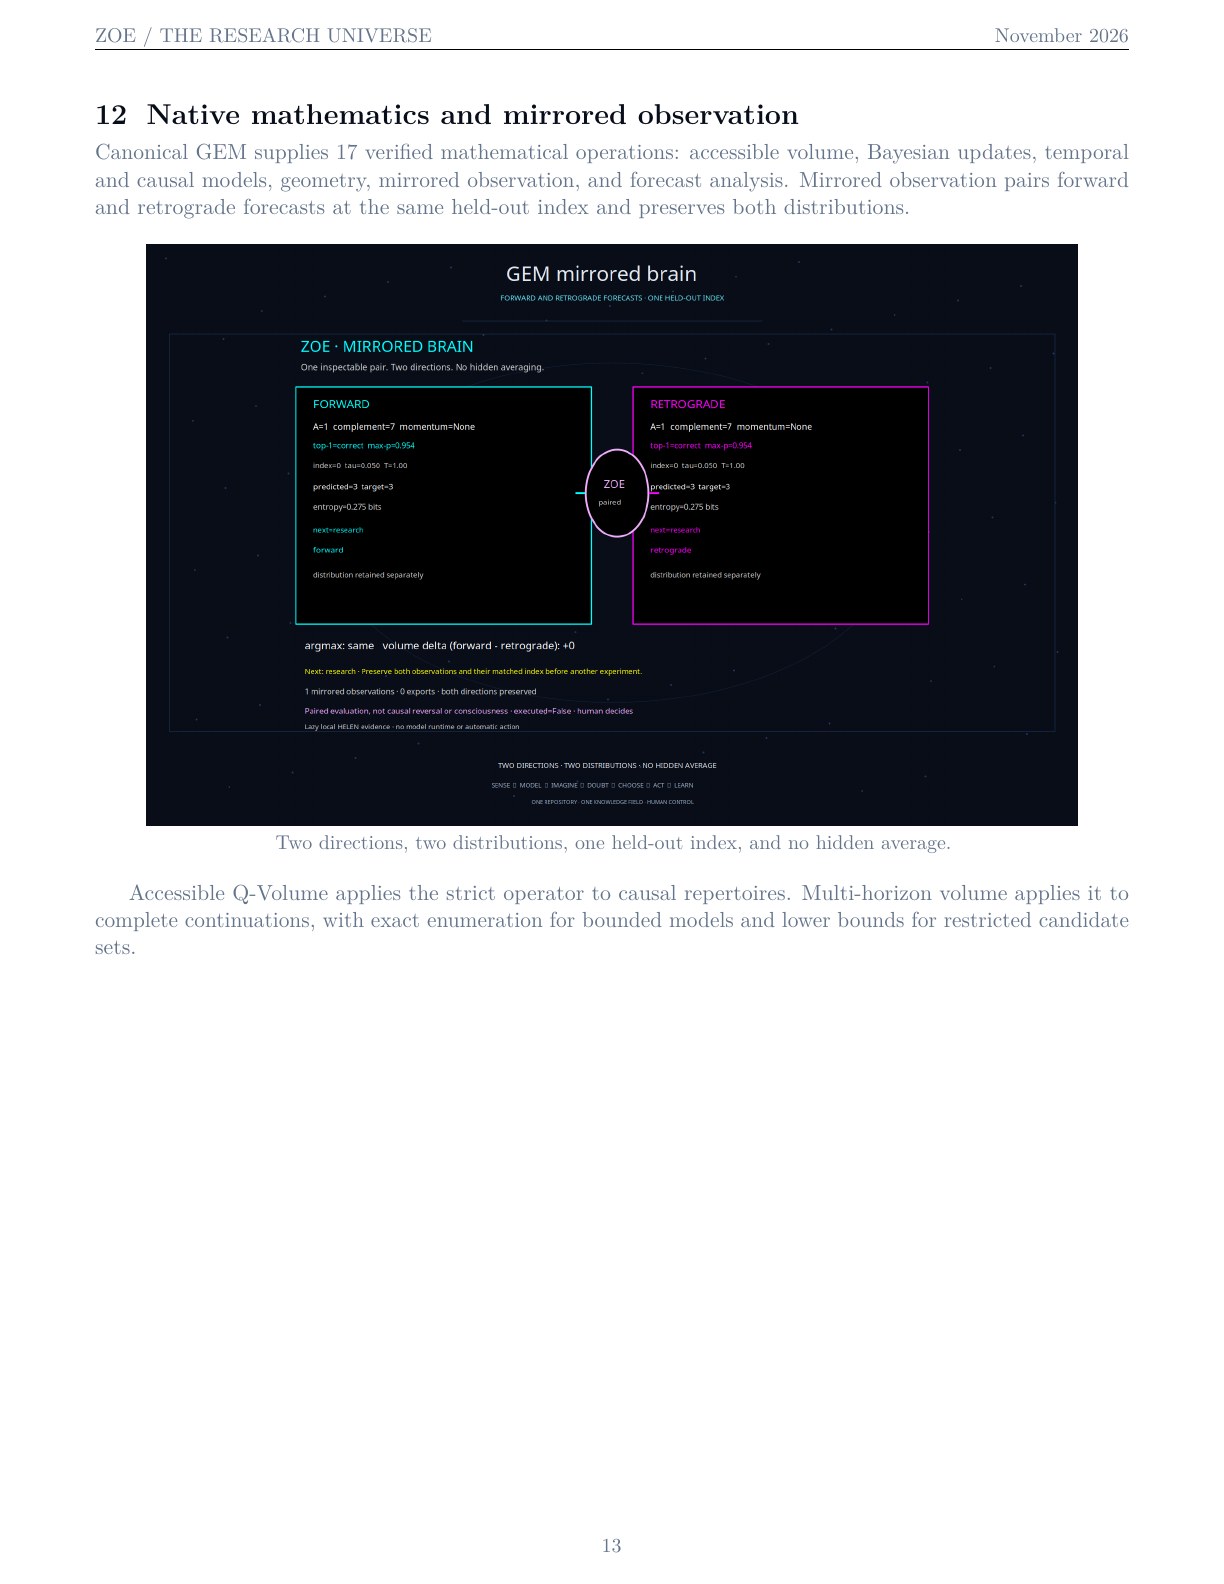 ZOE / THE RESEARCH UNIVERSE November 2026
12 Native mathematics and mirrored observation
Canonical GEM supplies 17 verified mathematical operations: accessible volume, Bayesian updates, temporal
and causal models, geometry, mirrored observation, and forecast analysis. Mirrored observation pairs forward
and retrograde forecasts at the same held-out index and preserves both distributions.
GEM mirrored brain
FORWARD AND RETROGRADE FORECASTS · ONE HELD-OUT INDEX
ZOE · MIRRORED BRAIN
One inspectable pair. Two directions. No hidden averaging.
FORWARD
A=1 complement=7 momentum=None
top-1=correct max-p=0.954
index=0 tau=0.050 T=1.00
predicted=3 target=3
entropy=0.275 bits
next=research
forward
distribution retained separately
ZOE
paired
RETROGRADE
A=1 complement=7 momentum=None
top-1=correct max-p=0.954
index=0 tau=0.050 T=1.00
predicted=3 target=3
entropy=0.275 bits
next=research
retrograde
distribution retained separately
argmax: same volume delta (forward - retrograde): +0
Next: research · Preserve both observations and their matched index before another experiment.
1 mirrored observations · 0 exports · both directions preserved
Paired evaluation, not causal reversal or consciousness · executed=False · human decides
Lazy local HELEN evidence · no model runtime or automatic action
TWO DIRECTIONS · TWO DISTRIBUTIONS · NO HIDDEN AVERAGE
SENSE ▯ MODEL ▯ IMAGINE ▯ DOUBT ▯ CHOOSE ▯ ACT ▯ LEARN
ONE REPOSITORY · ONE KNOWLEDGE FIELD · HUMAN CONTROL
Two directions, two distributions, one held-out index, and no hidden average.
Accessible Q-Volume applies the strict operator to causal repertoires. Multi-horizon volume applies it to
complete continuations, with exact enumeration for bounded models and lower bounds for restricted candidate
sets.
13